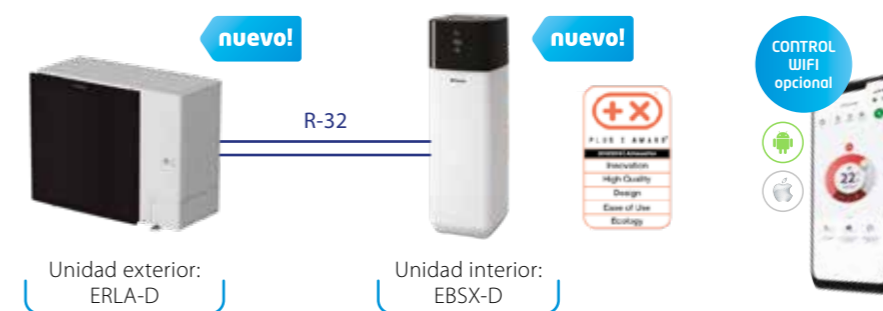 nuevo!
nuevo!
CONTROL
WIFI
opcional
R-32
PLUS X AWARD
Innovation
High Quality
Design
Ease of Use
Ecology
22
Unidad exterior:
ERLA-D
Unidad interior:
EBSX-D